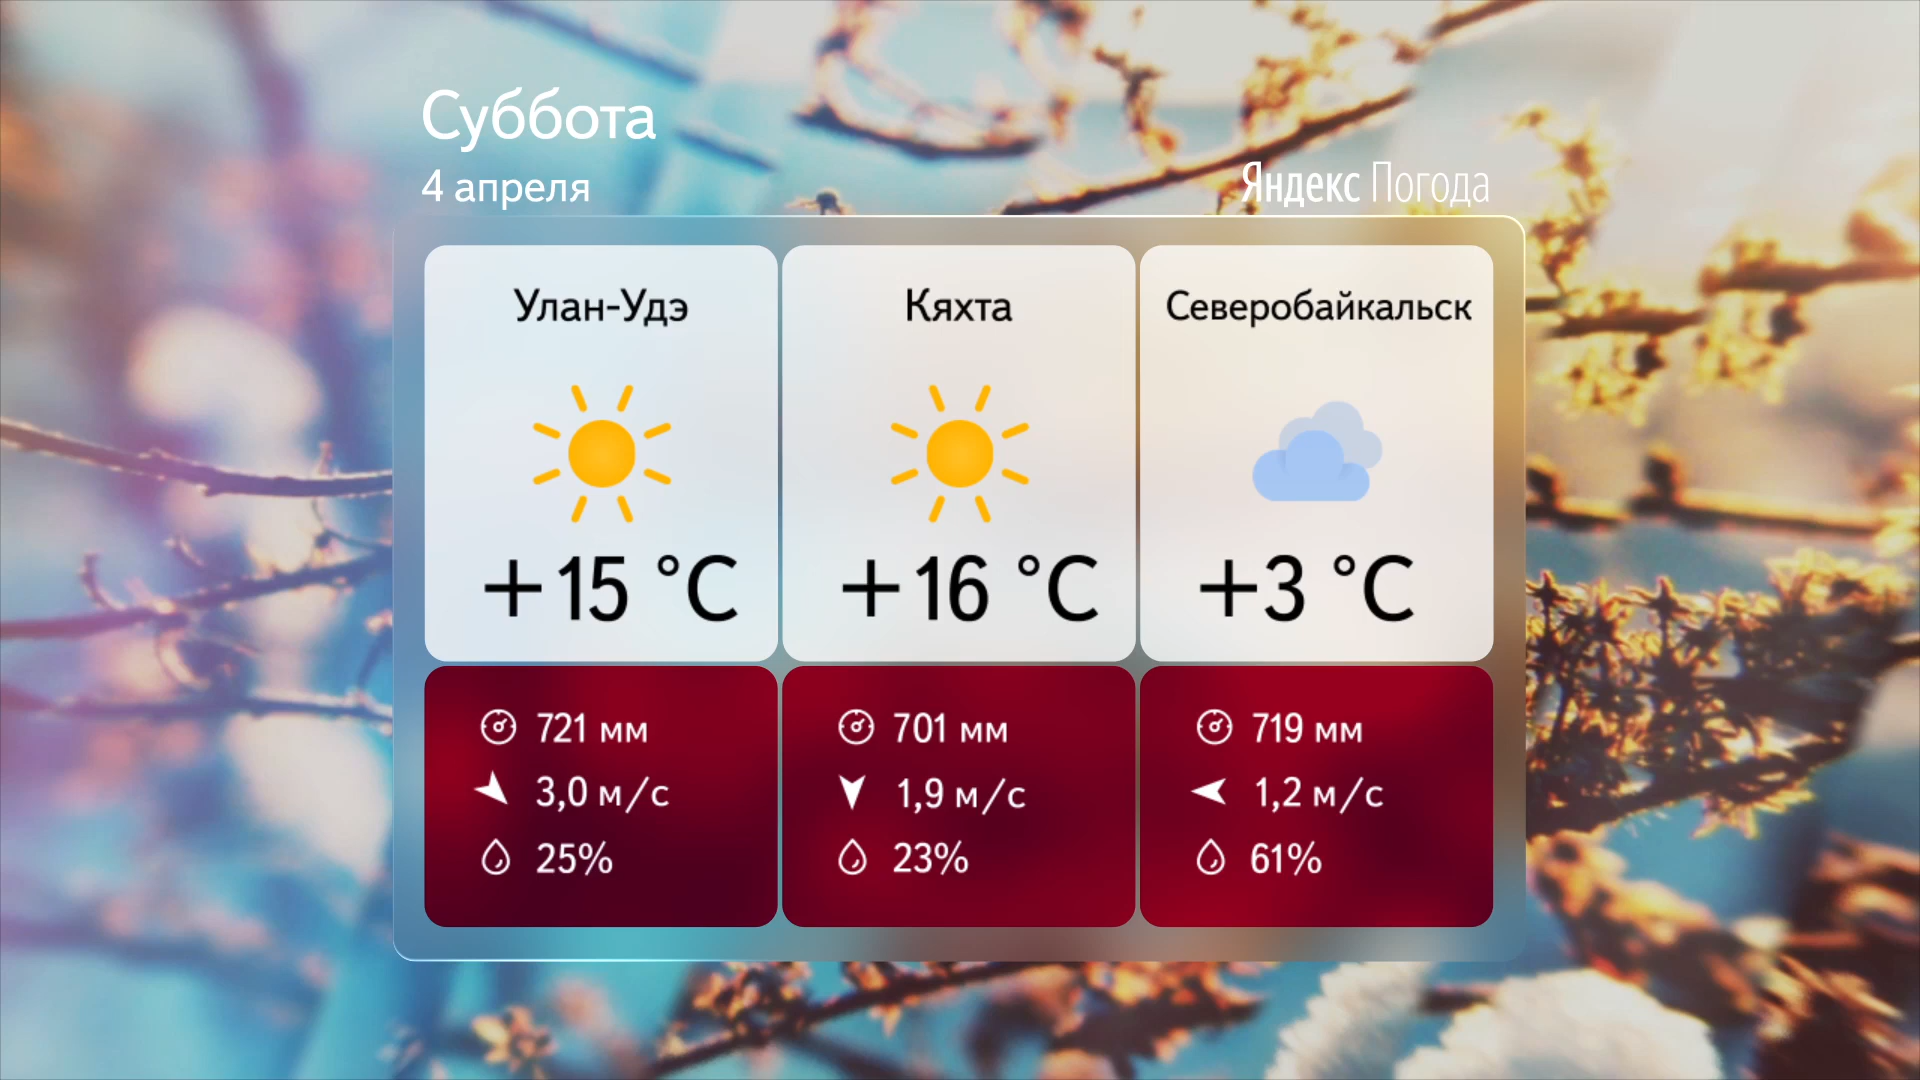 Суббота
4 апреля
Яндекс Погода
Улан-Удэ
+15 °C
721 мм
3,0 м/с
25%
Кяхта
+16 °C
701 мм
1,9 м/с
23%
Северобайкальск
+3 °C
719 мм
1,2 м/с
61%